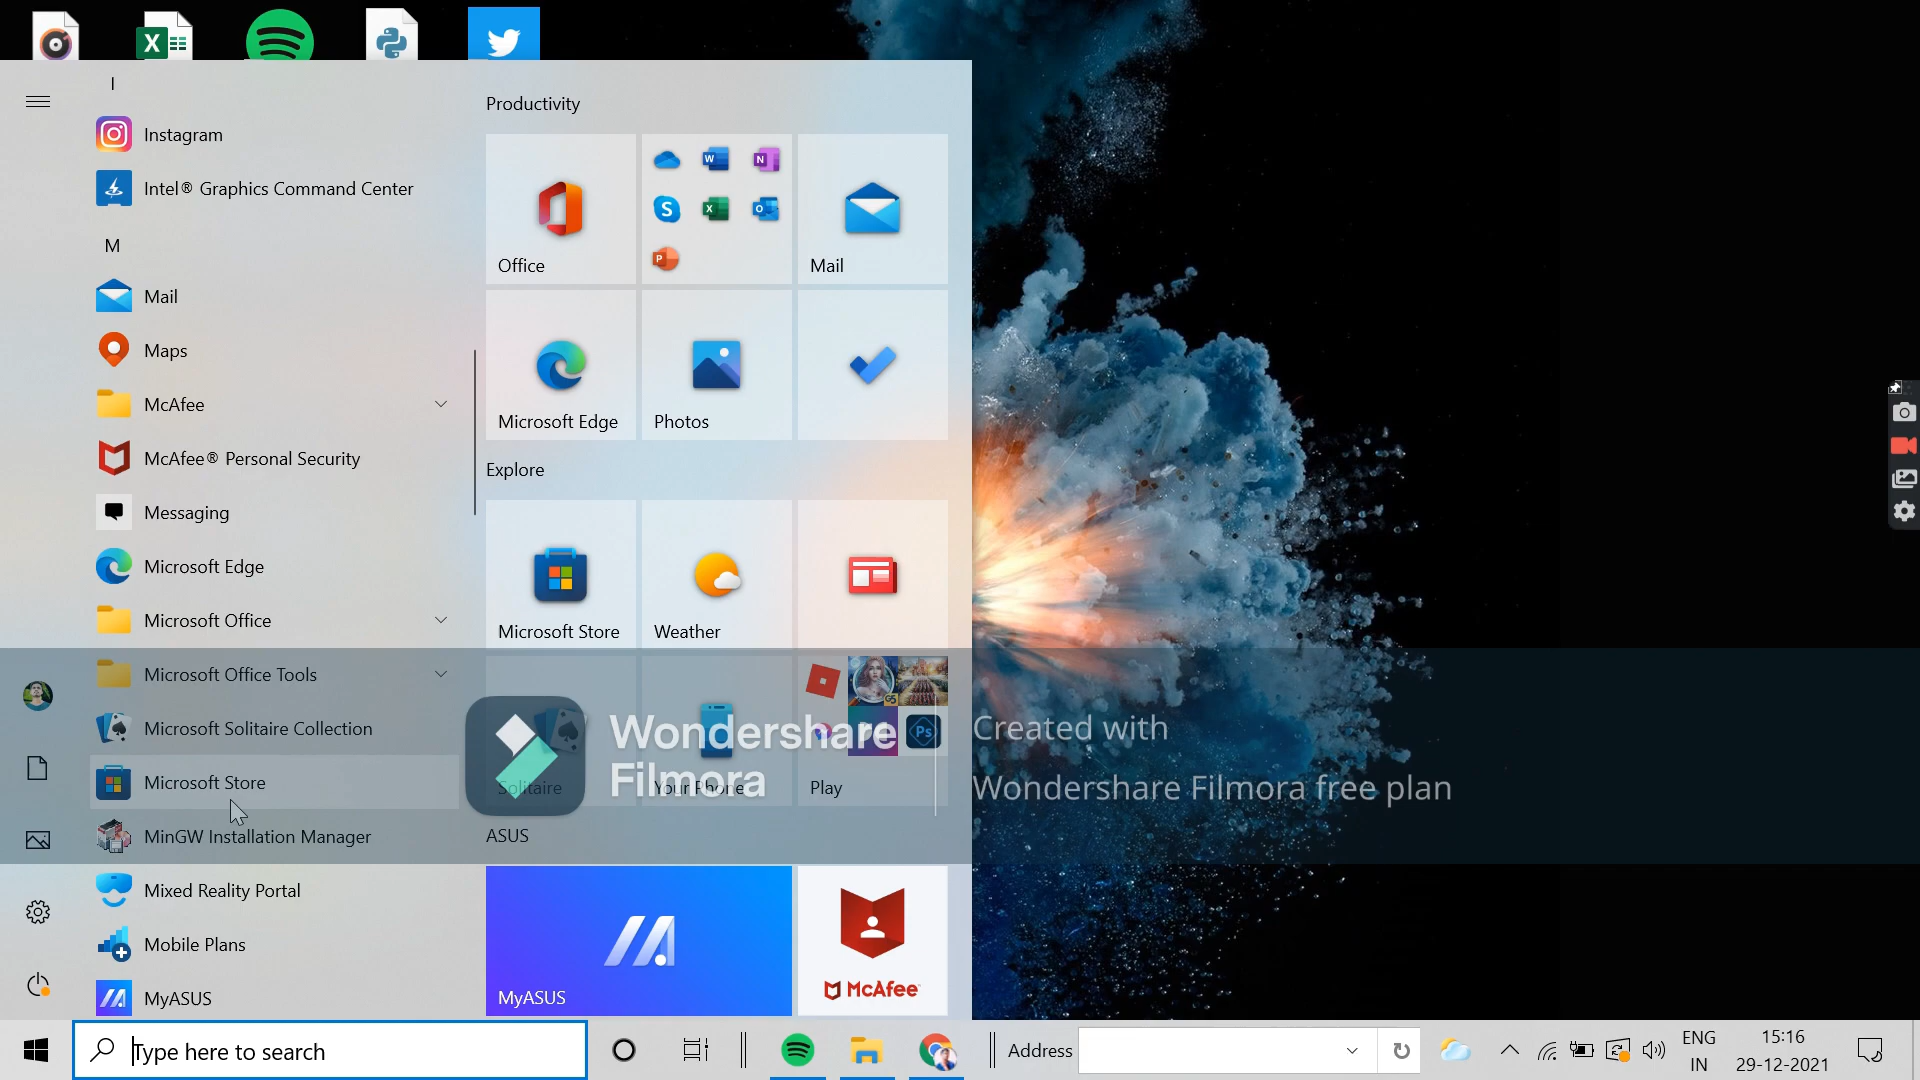 I
Instagram
Intel® Graphics Command Center
M
Mail
Maps
McAfee
McAfee® Personal Security
Messaging
Microsoft Edge
Microsoft Office
Microsoft Office Tools
Microsoft Solitaire Collection
Microsoft Store
MinGW Installation Manager
Mixed Reality Portal
Mobile Plans
MyASUS
Productivity
Office
Mail
Microsoft Edge
Photos
Explore
Microsoft Store
Weather
Solitaire
Your Phone
Play
ASUS
MyASUS
McAfee
Wondershare
Filmora
Created with
Wondershare Filmora free plan
Type here to search
Address
ENG
IN
15:16
29-12-2021